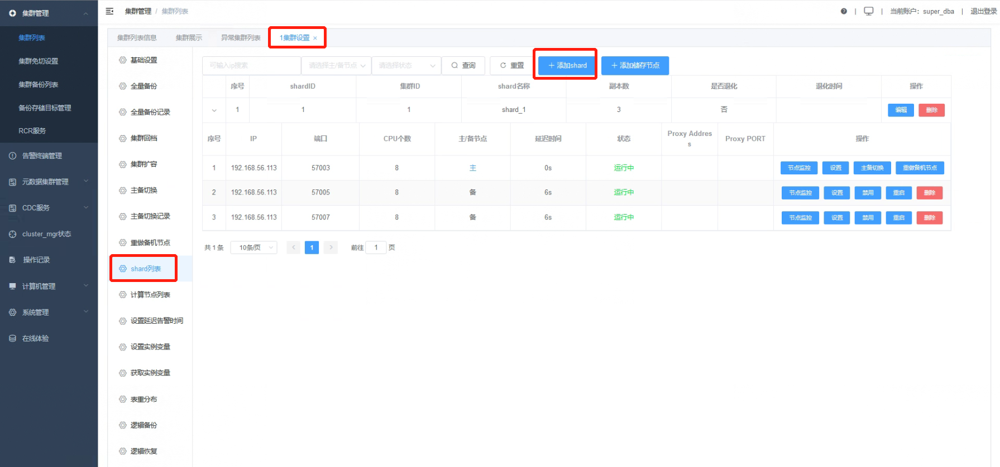 集群管理
集群列表
集群免切设置
集群备份列表
备份存储目标管理
RCR服务
告警终端管理
元数据集群管理
CDC服务
cluster_mgr状态
操作记录
计算机管理
系统管理
在线体验
集群管理 / 集群列表
| | 当前账户：super_dba | 退出登录
集群列表信息 集群展示 异常集群列表 1集群设置 ×
基础设置
全量备份
全量备份记录
集群回档
集群扩容
主备切换
主备切换记录
重做备机节点
shard列表
计算节点列表
设置延迟告警时间
设置实例变量
获取实例变量
表重分布
逻辑备份
逻辑恢复
可输入ip搜索 请选择主/备节点 请选择状态 查询 重置 + 添加shard + 添加储存节点
序号 shardID 集群ID shard名称 副本数 是否退化 退化时间 操作
1 1 1 shard_1 3 否 编辑 删除
序号 IP 端口 CPU个数 主/备节点 延迟时间 状态 Proxy Addres
s Proxy PORT 操作
1 192.168.56.113 57003 8 主 0s 运行中 节点监控 设置 主备切换 重做备机节点
2 192.168.56.113 57005 8 备 6s 运行中 节点监控 设置 禁用 重启 删除
3 192.168.56.113 57007 8 备 6s 运行中 节点监控 设置 禁用 重启 删除
共 1 条 10条/页 < 1 > 前往 1 页